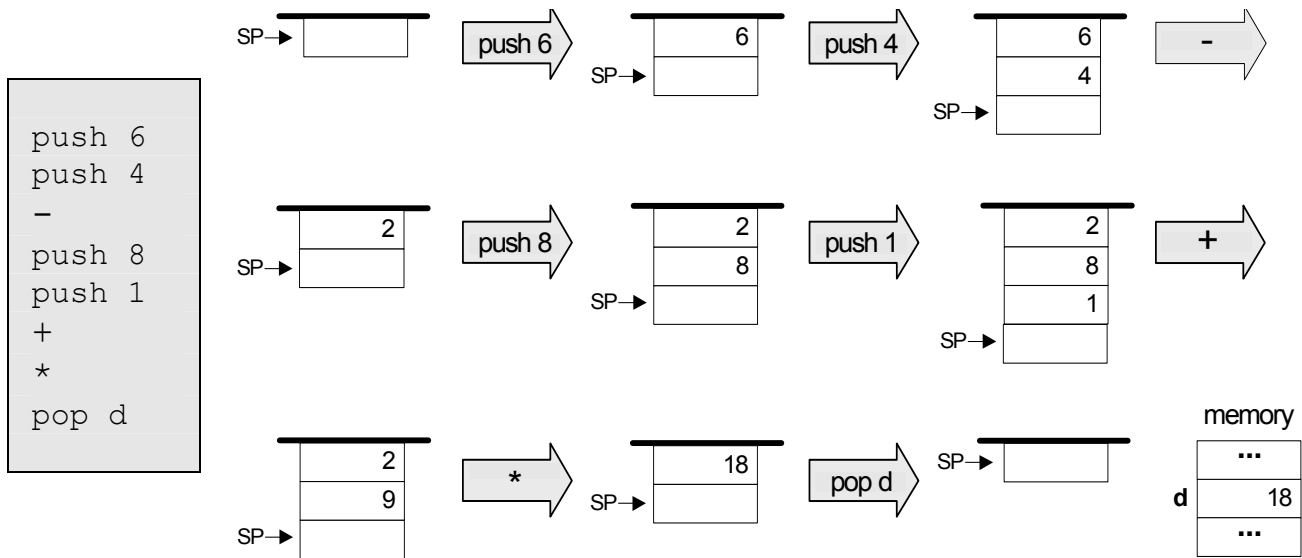 push 6
push 4
-
push 8
push 1
+
*
pop d
SP
push 6
6
SP
push 4
6
4
SP
-
2
SP
push 8
2
8
SP
push 1
2
8
1
SP
+
2
9
SP
*
18
SP
pop d
SP
memory
...
d 18
...